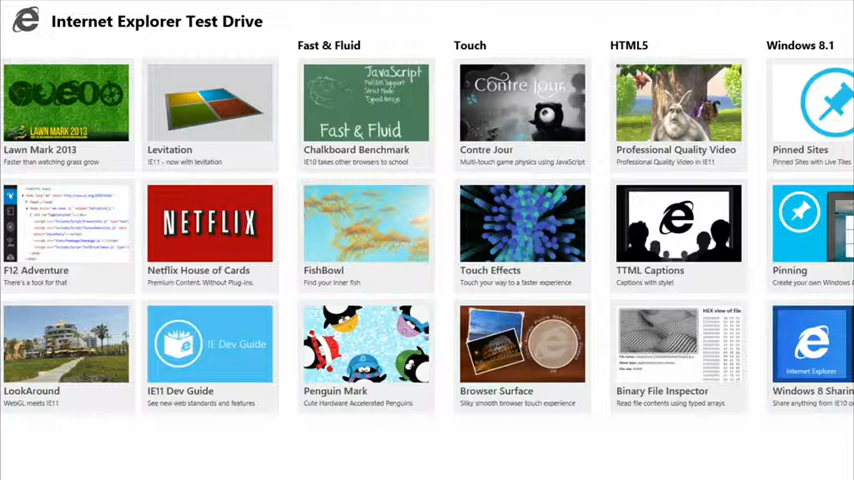 Internet Explorer Test Drive
Fast & Fluid
Touch
HTML5
Windows 8.1
LAWN MARK 2013
Lawn Mark 2013
Faster than watching grass grow
Levitation
IE11 - now with levitation
JavaScript
Full ES5 Support
Strict Mode
Typed Arrays
Fast & Fluid
Chalkboard Benchmark
IE10 takes other browsers to school
Contre Jour
Contre Jour
Multi-touch game physics using JavaScript
Professional Quality Video
Professional Quality Video in IE11
Pinned Sites
Pinned Sites with Live Tiles
F12 Adventure
There's a tool for that
NETFLIX
Netflix House of Cards
Premium Content. Without Plug-ins.
FishBowl
Find your inner fish
Touch Effects
Touch your way to a faster experience
TTML Captions
Captions with style!
Pinning
Create your own Windows
LookAround
WebGL meets IE11
IE Dev Guide
IE11 Dev Guide
See new web standards and features
Penguin Mark
Cute Hardware Accelerated Penguins
Browser Surface
Silky smooth browser touch experience
HEX view of file
Binary File Inspector
Read file contents using typed arrays
Internet Explorer
Windows 8 Sharin
Share anything from IE10